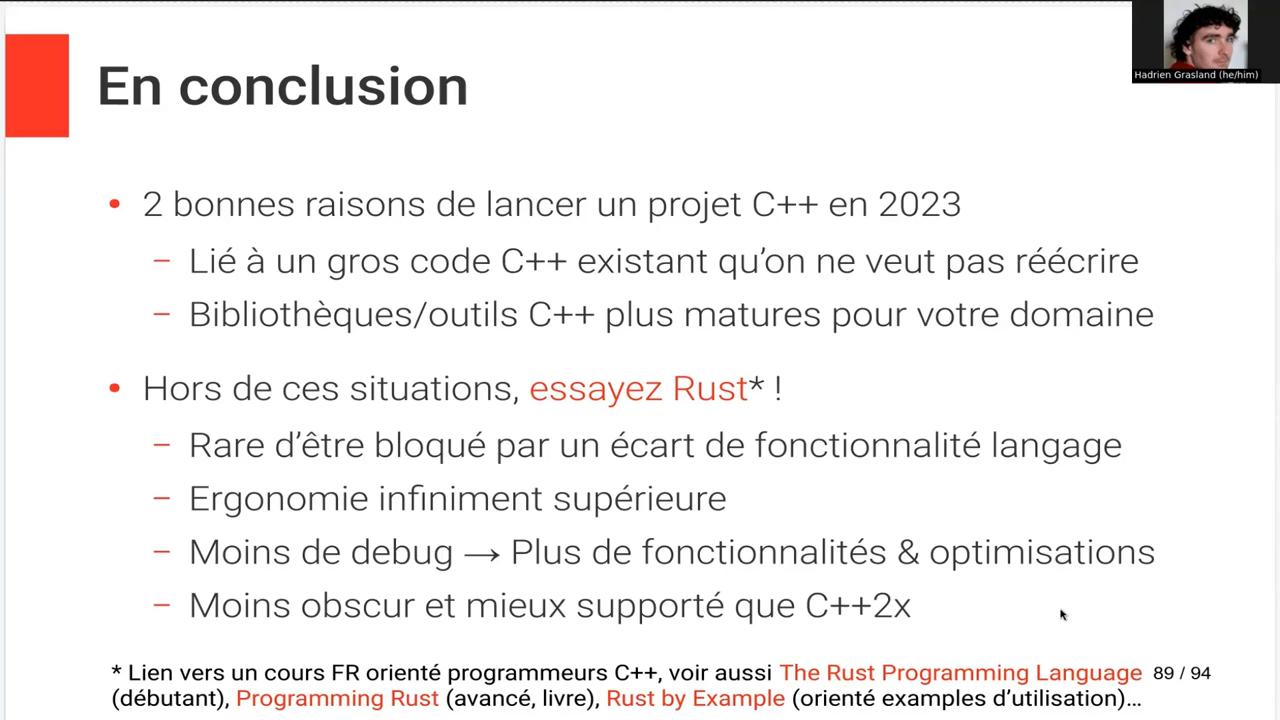 Hadrien Grasland (he/him)
En conclusion
• 2 bonnes raisons de lancer un projet C++ en 2023
– Lié à un gros code C++ existant qu’on ne veut pas réécrire
– Bibliothèques/outils C++ plus matures pour votre domaine
• Hors de ces situations, essayez Rust* !
– Rare d’être bloqué par un écart de fonctionnalité langage
– Ergonomie infiniment supérieure
– Moins de debug → Plus de fonctionnalités & optimisations
– Moins obscur et mieux supporté que C++2x
* Lien vers un cours FR orienté programmeurs C++, voir aussi The Rust Programming Language
(débutant), Programming Rust (avancé, livre), Rust by Example (orienté examples d’utilisation)…
89 / 94